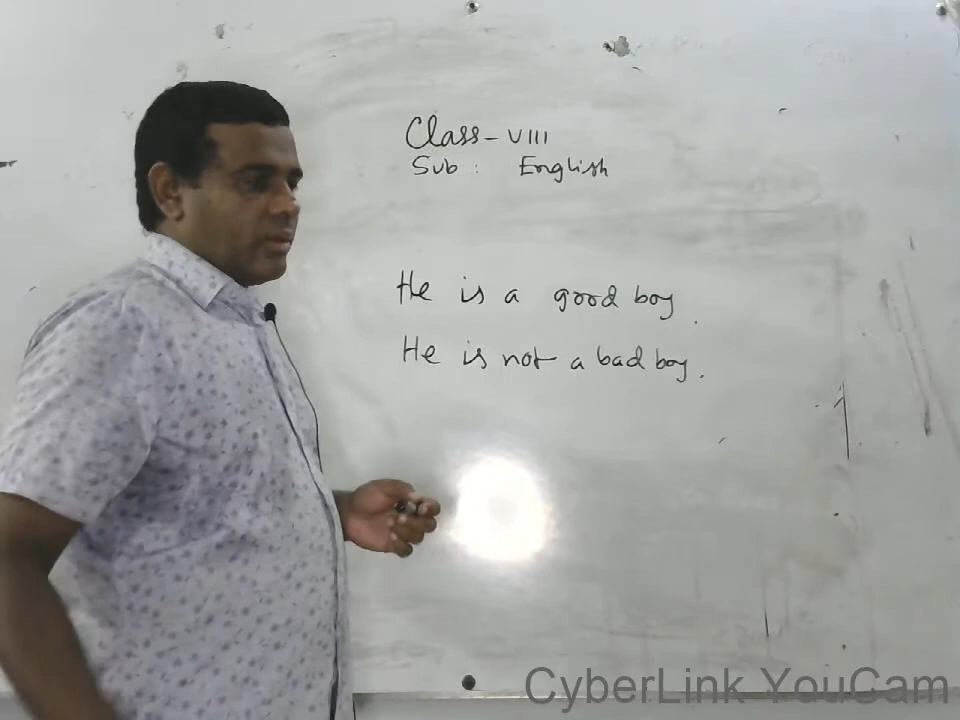 Class - VIII
Sub : English
He is a good boy.
He is not a bad boy.
CyberLink YouCam